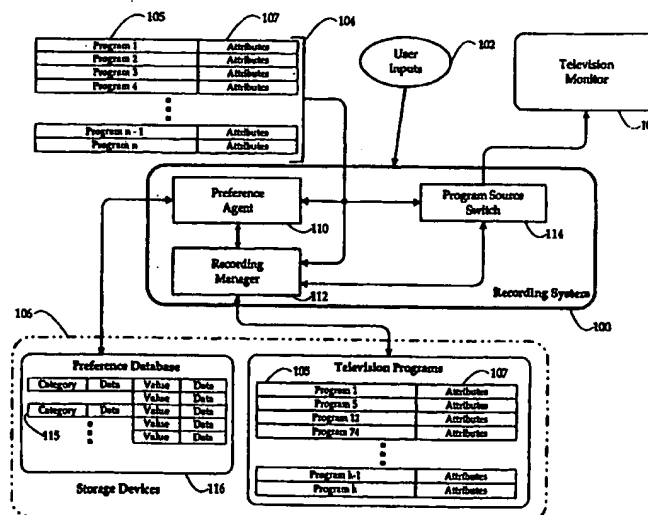 105
107
104
Program 1 Attributes
Program 2 Attributes
Program 3 Attributes
Program 4 Attributes
Program n - 1 Attributes
Program n Attributes
User Inputs
102
Television Monitor
10
Preference Agent
110
Program Source Switch
114
Recording Manager
112
Recording System
100
106
Preference Database
Category Data Value Data
Value Data
Category Data Value Data
Value Data
Value Data
115
Storage Devices
116
Television Programs
105
107
Program 1 Attributes
Program 5 Attributes
Program 12 Attributes
Program 74 Attributes
Program k-1 Attributes
Program k Attributes